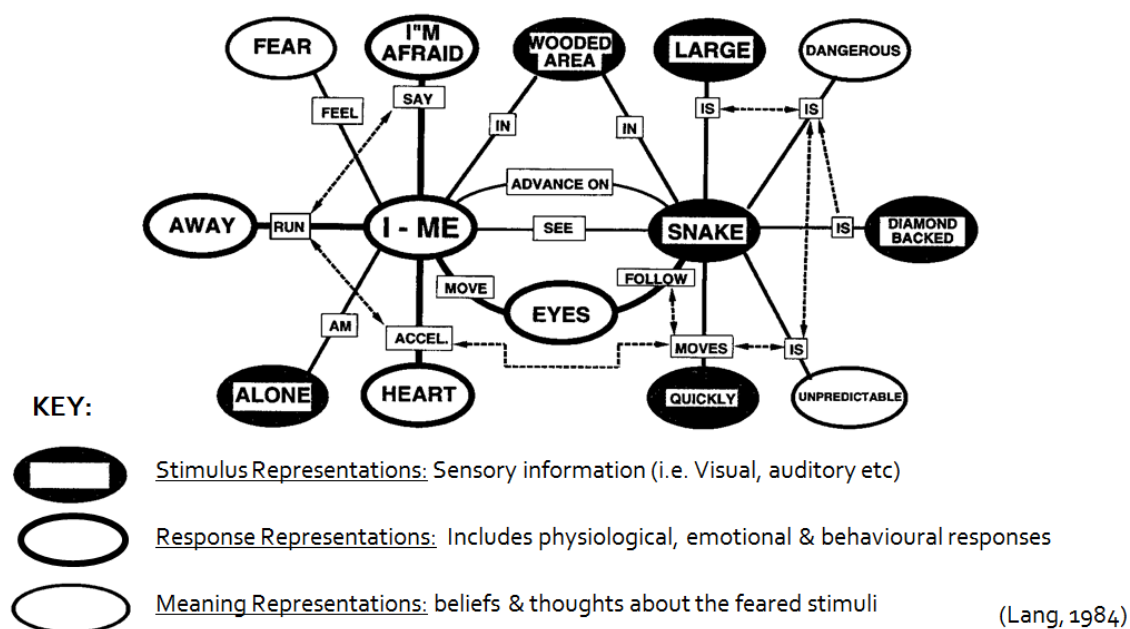 FEAR
I"M
AFRAID
WOODED
AREA
LARGE
DANGEROUS
FEEL
SAY
IN
IN
IS
IS
ADVANCE ON
AWAY
RUN
I - ME
SEE
SNAKE
IS
DIAMOND
BACKED
MOVE
FOLLOW
EYES
AM
ACCEL.
MOVES
IS
ALONE
HEART
QUICKLY
UNPREDICTABLE
KEY:
Stimulus Representations: Sensory information (i.e. Visual, auditory etc)
Response Representations: Includes physiological, emotional & behavioural responses
Meaning Representations: beliefs & thoughts about the feared stimuli
(Lang, 1984)